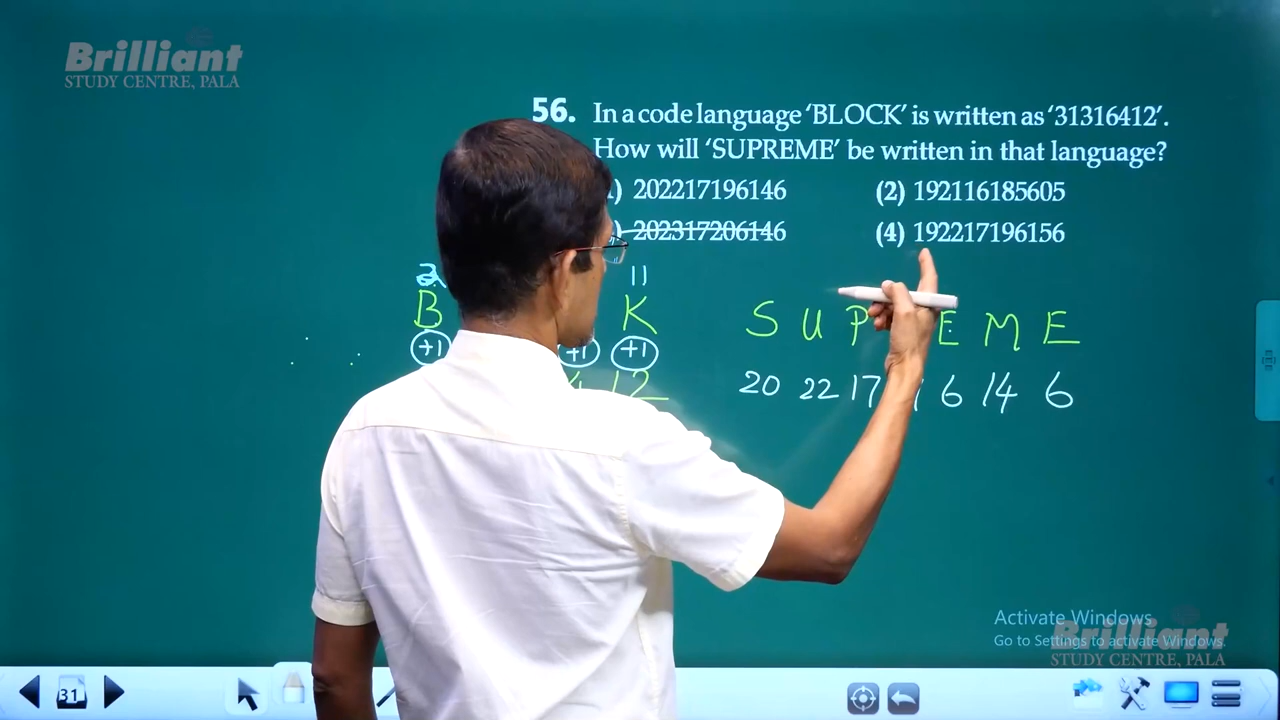 Brilliant
STUDY CENTRE, PALA
56. In a code language 'BLOCK' is written as '31316412'.
How will 'SUPREME' be written in that language?
) 202217196146 (2) 192116185605
) 202317206146 (4) 192217196156
2 11
B K S U P E M E
+1 +1 +1
4 12 20 22 17 6 14 6
Activate Windows
Go to Settings to activate Windows.
Brilliant
STUDY CENTRE, PALA
31